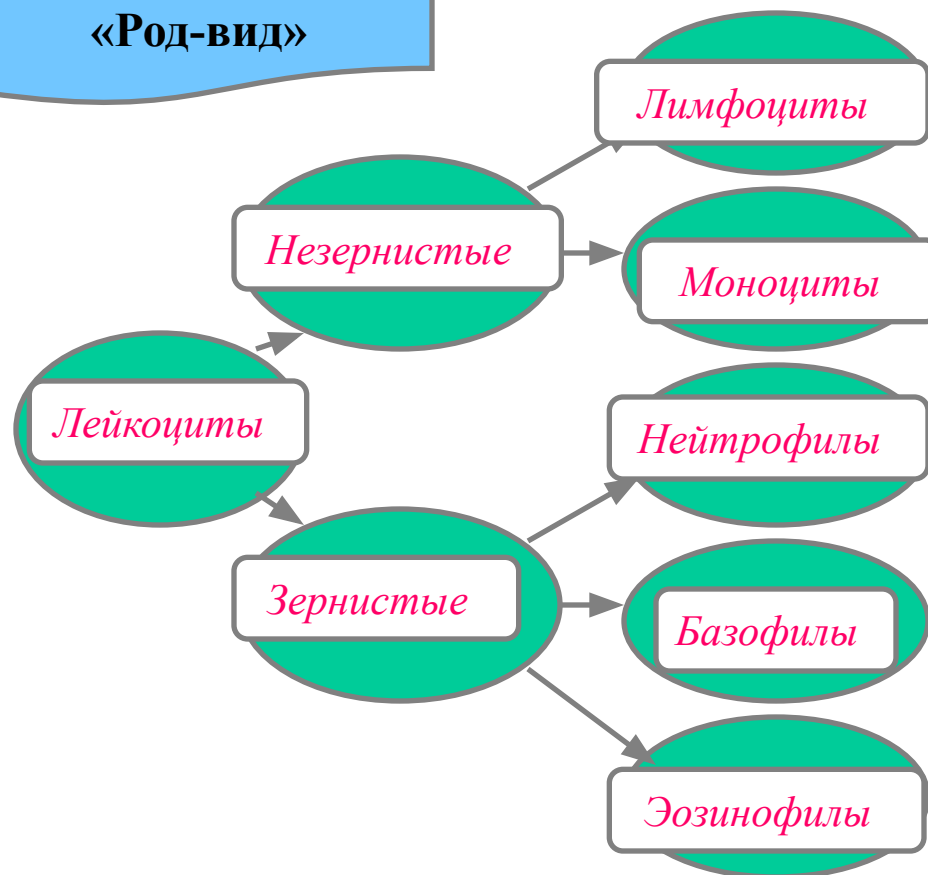 «Род-вид»
Лимфоциты
Незернистые
Моноциты
Лейкоциты
Нейтрофилы
Зернистые
Базофилы
Эозинофилы